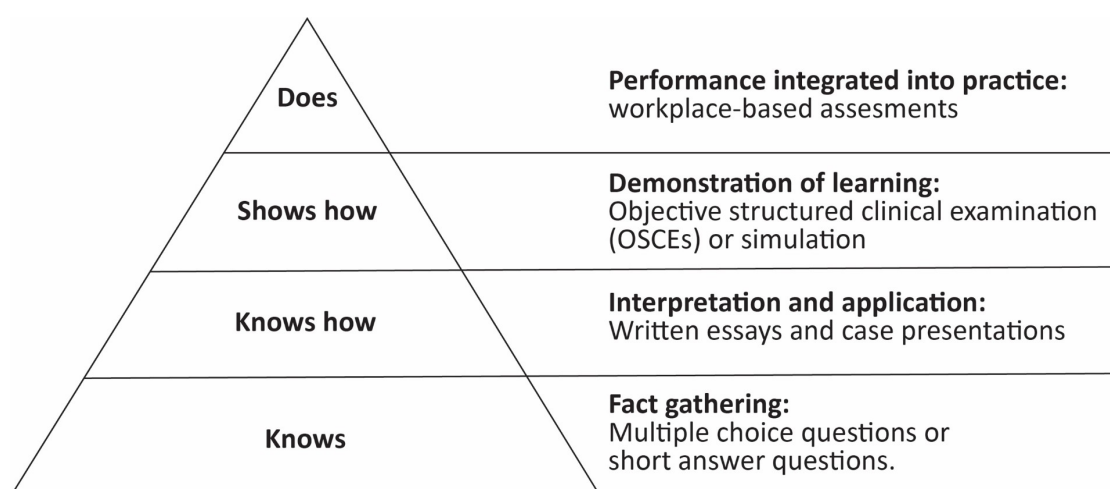 Does
Performance integrated into practice:
workplace-based assesments
Shows how
Demonstration of learning:
Objective structured clinical examination
(OSCEs) or simulation
Knows how
Interpretation and application:
Written essays and case presentations
Knows
Fact gathering:
Multiple choice questions or
short answer questions.